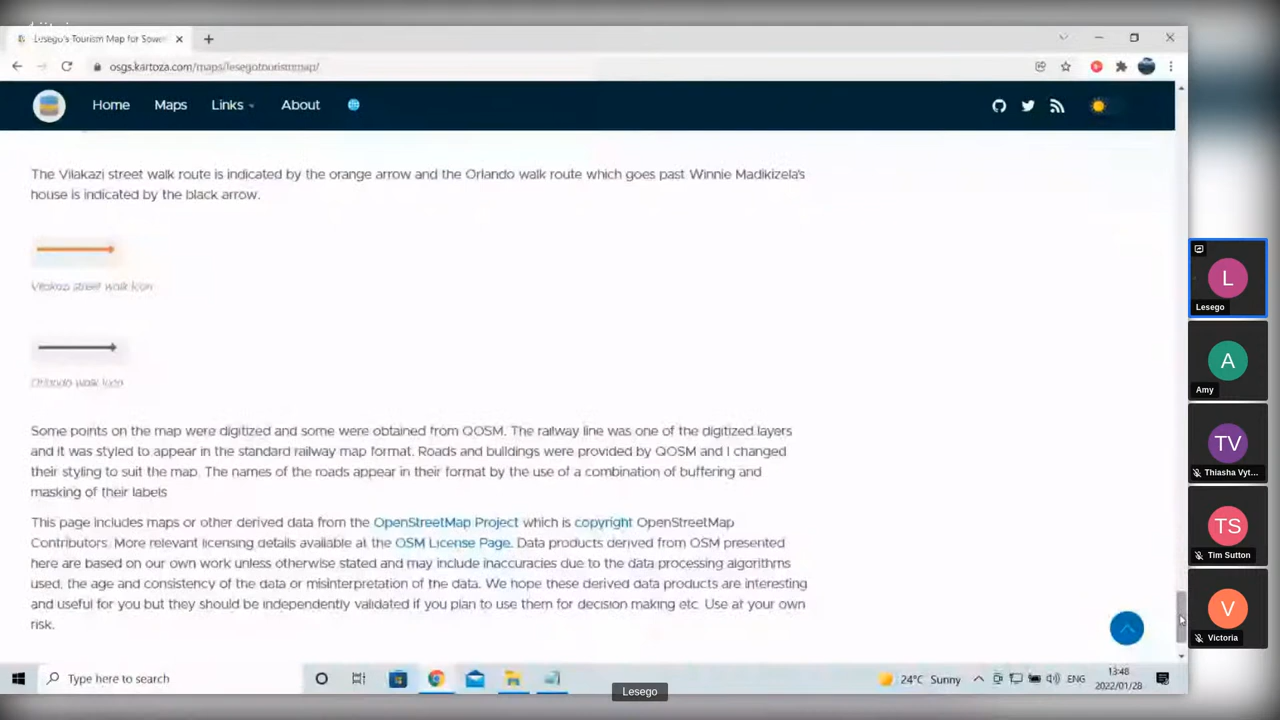 Lesego's Tourism Map for Sowe
osgs.kartoza.com/maps/lesegotourismmap/
Home Maps Links About
The Vilakazi street walk route is indicated by the orange arrow and the Orlando walk route which goes past Winnie Madikizela's
house is indicated by the black arrow.
Vilakazi street walk Icon
Orlando walk Icon
Some points on the map were digitized and some were obtained from QOSM. The railway line was one of the digitized layers
and it was styled to appear in the standard railway map format. Roads and buildings were provided by QOSM and I changed
their styling to suit the map. The names of the roads appear in their format by the use of a combination of buffering and
masking of their labels
This page includes maps or other derived data from the OpenStreetMap Project which is copyright OpenStreetMap
Contributors. More relevant licensing details available at the OSM License Page. Data products derived from OSM presented
here are based on our own work unless otherwise stated and may include inaccuracies due to the data processing algorithms
used, the age and consistency of the data or misinterpretation of the data. We hope these derived data products are interesting
and useful for you but they should be independently validated if you plan to use them for decision making etc. Use at your own
risk.
Type here to search
24°C Sunny
ENG
13:48
2022/01/28
Lesego
L
Lesego
A
Amy
TV
Thiasha Vyt...
TS
Tim Sutton
V
Victoria